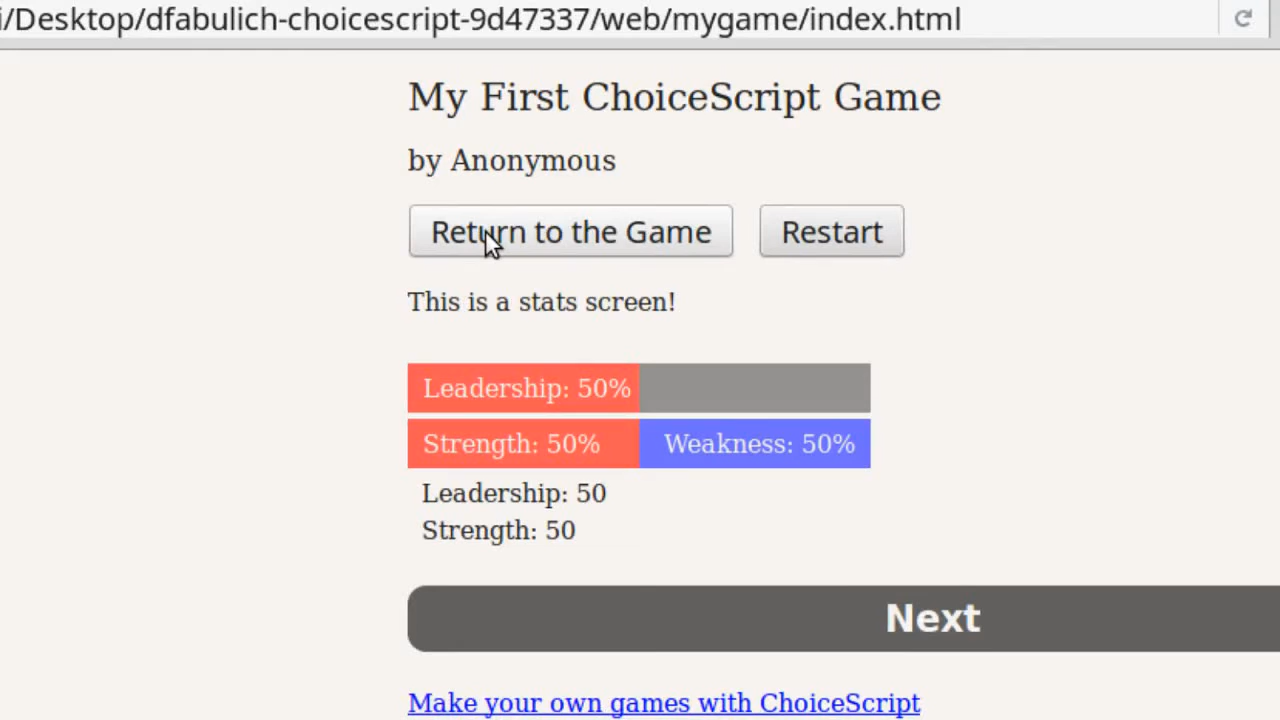 i/Desktop/dfabulich-choicescript-9d47337/web/mygame/index.html
My First ChoiceScript Game
by Anonymous
Return to the Game Restart
This is a stats screen!
Leadership: 50%
Strength: 50% Weakness: 50%
Leadership: 50
Strength: 50
Next
Make your own games with ChoiceScript